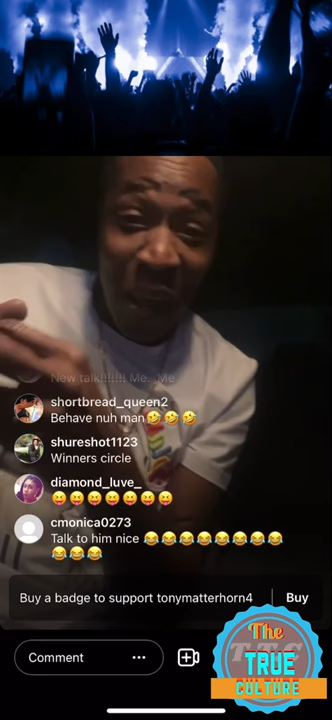 New talk!!!!!! Me.. Me
shortbread_queen2
Behave nuh man🤣🤣🤣
shureshot1123
Winners circle
diamond_luve_
😝😝😝😝😝😝😝
cmonica0273
Talk to him nice 😂😂😂😂😂😂😂😂
😂😂😂
Buy a badge to support tonymatterhorn4
Buy
Comment
The
TRUE
CULTURE